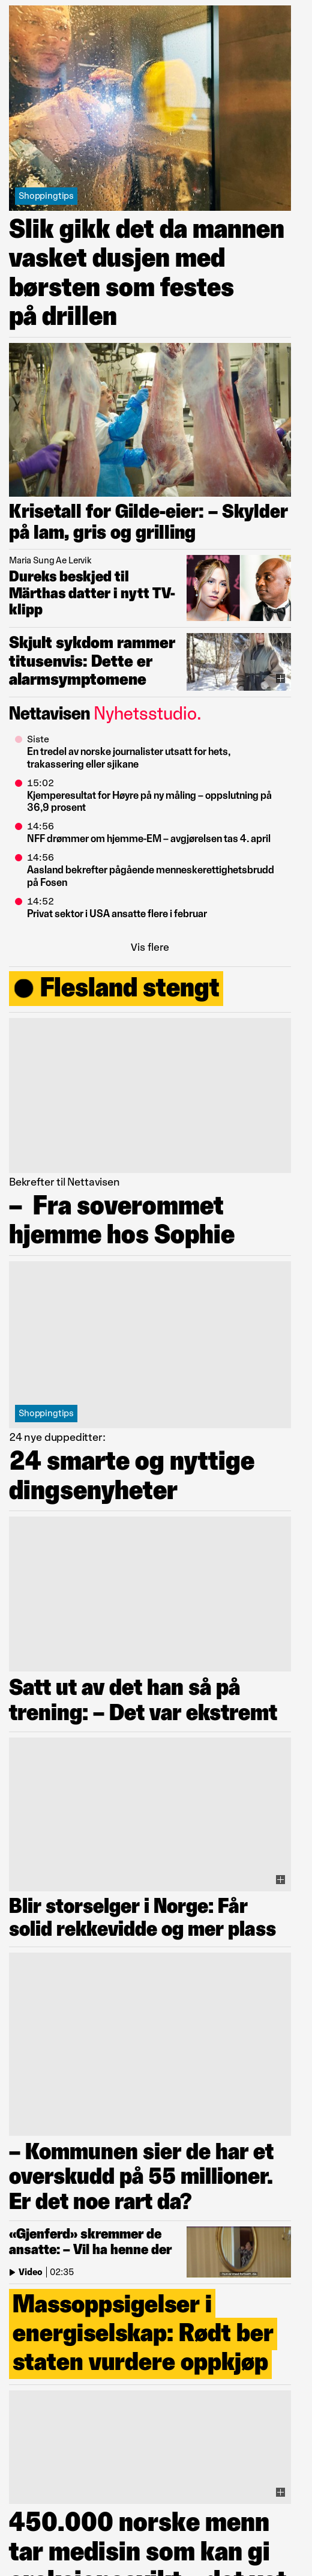 Shoppingtips
Slik gikk det da mannen
vasket dusjen med
børsten som festes
på drillen
Krisetall for Gilde-eier: – Skylder
på lam, gris og grilling
Maria Sung Ae Lervik
Dureks beskjed til
Märthas datter i nytt TV-
klipp
Skjult sykdom rammer
titusenvis: Dette er
alarmsymptomene
Nettavisen Nyhetsstudio.
Siste
En tredel av norske journalister utsatt for hets,
trakassering eller sjikane
15:02
Kjemperesultat for Høyre på ny måling – oppslutning på
36,9 prosent
14:56
NFF drømmer om hjemme-EM – avgjørelsen tas 4. april
14:56
Aasland bekrefter pågående menneskerettighetsbrudd
på Fosen
14:52
Privat sektor i USA ansatte flere i februar
Vis flere
Flesland stengt
Bekrefter til Nettavisen
– Fra soverommet
hjemme hos Sophie
Shoppingtips
24 nye duppeditter:
24 smarte og nyttige
dingsenyheter
Satt ut av det han så på
trening: – Det var ekstremt
Blir storselger i Norge: Får
solid rekkevidde og mer plass
– Kommunen sier de har et
overskudd på 55 millioner.
Er det noe rart da?
«Gjenferd» skremmer de
ansatte: – Vil ha henne der
Video | 02:35
Massoppsigelser i
energiselskap: Rødt ber
staten vurdere oppkjøp
450.000 norske menn
tar medisin som kan gi